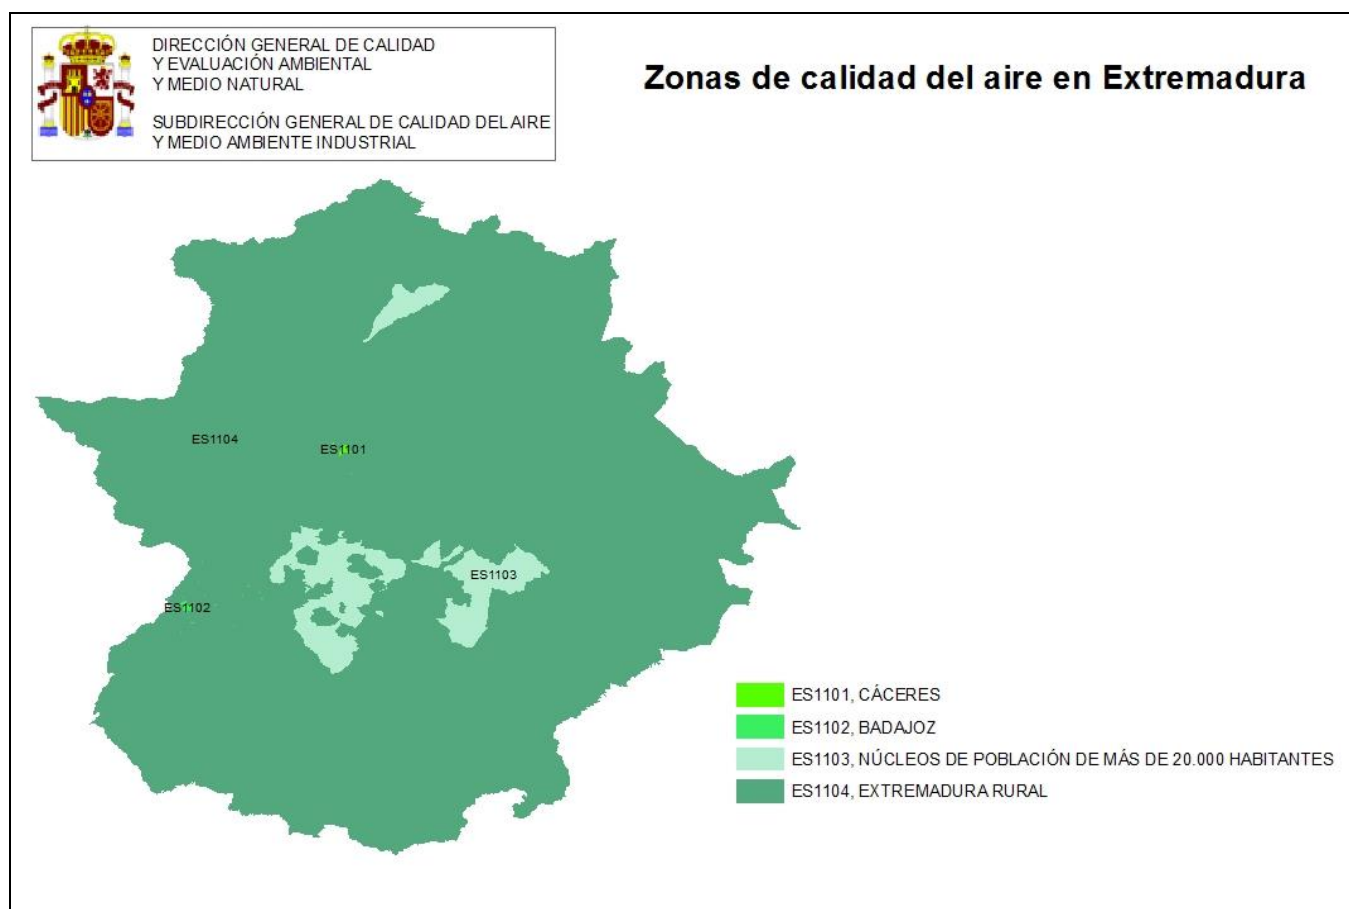 DIRECCIÓN GENERAL DE CALIDAD
Y EVALUACIÓN AMBIENTAL
Y MEDIO NATURAL
SUBDIRECCIÓN GENERAL DE CALIDAD DEL AIRE
Y MEDIO AMBIENTE INDUSTRIAL
Zonas de calidad del aire en Extremadura
ES1104
ES1101
ES1103
ES1102
ES1101, CÁCERES
ES1102, BADAJOZ
ES1103, NÚCLEOS DE POBLACIÓN DE MÁS DE 20.000 HABITANTES
ES1104, EXTREMADURA RURAL